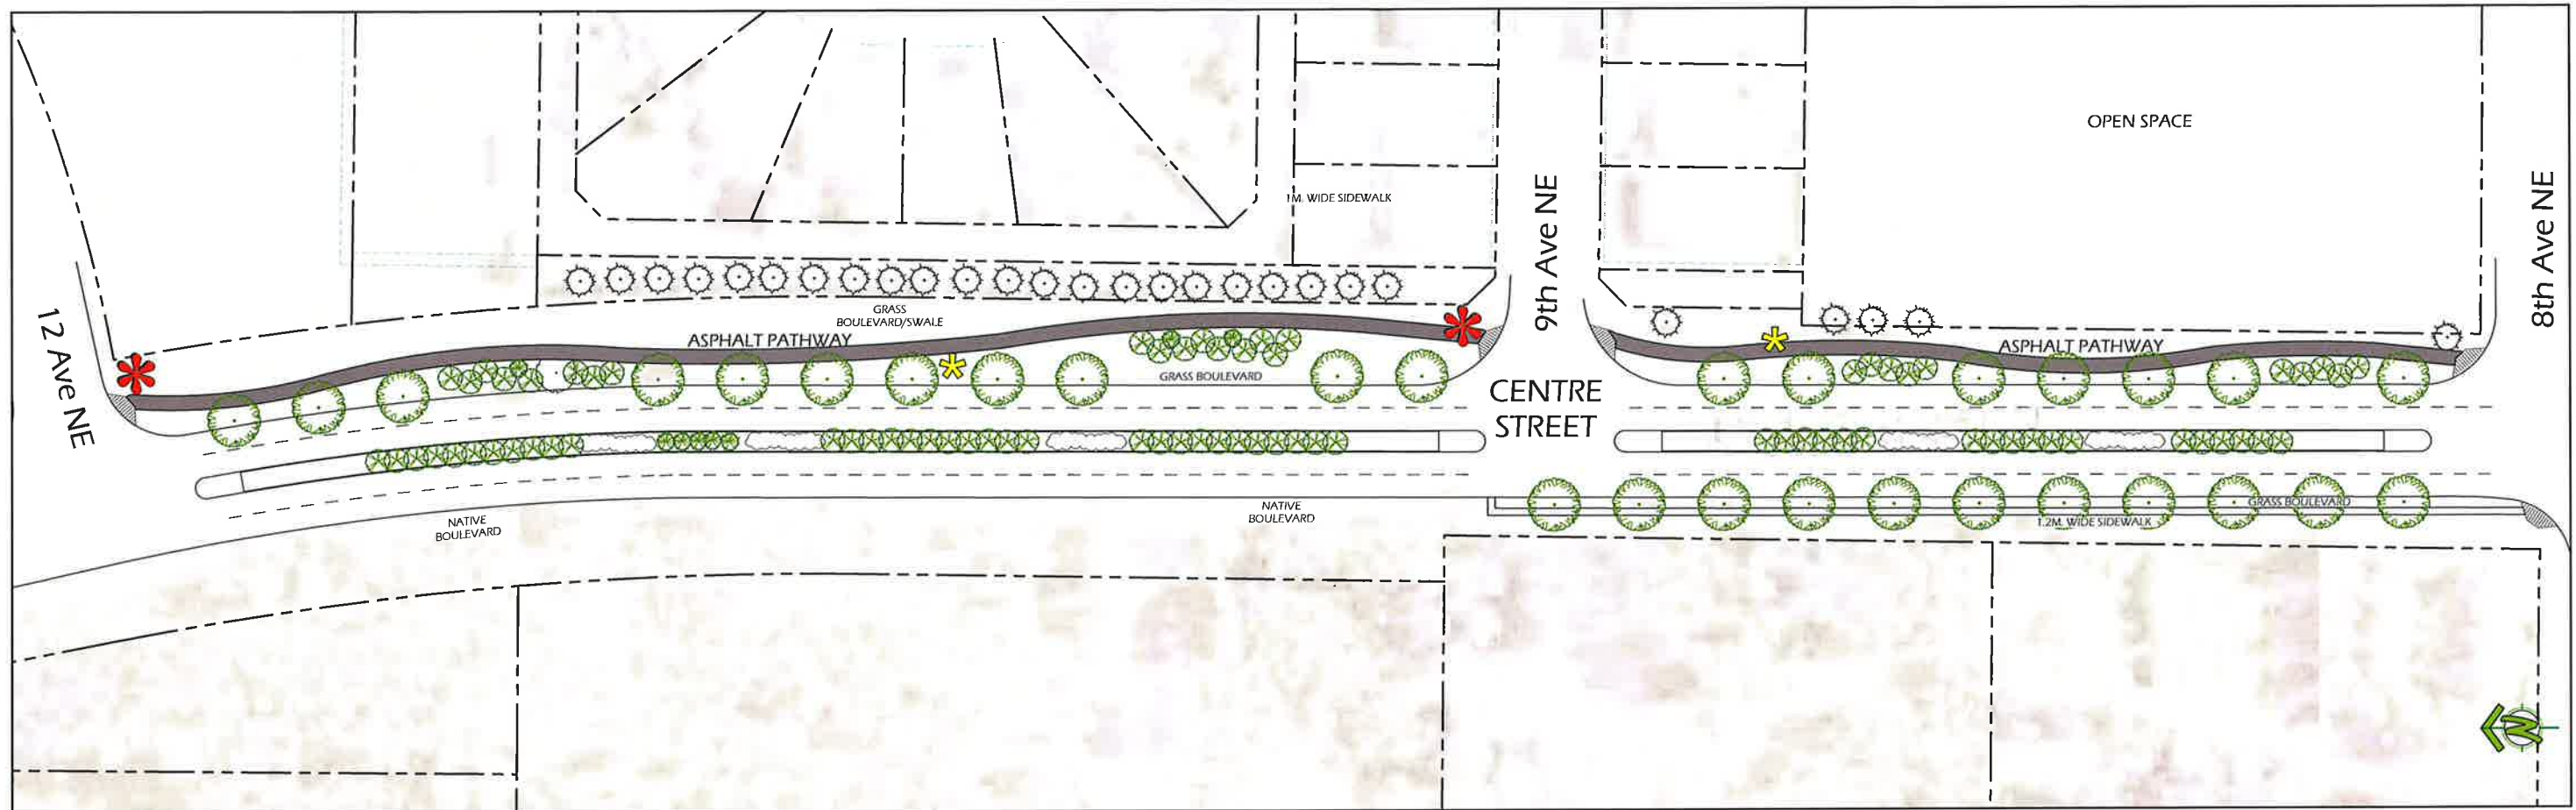 OPEN SPACE
1M. WIDE SIDEWALK
9th Ave NE
8th Ave NE
12 Ave NE
GRASS
BOULEVARD/SWALE
ASPHALT PATHWAY
ASPHALT PATHWAY
GRASS BOULEVARD
CENTRE
STREET
NATIVE
BOULEVARD
NATIVE
BOULEVARD
GRASS BOULEVARD
1.2M. WIDE SIDEWALK
N